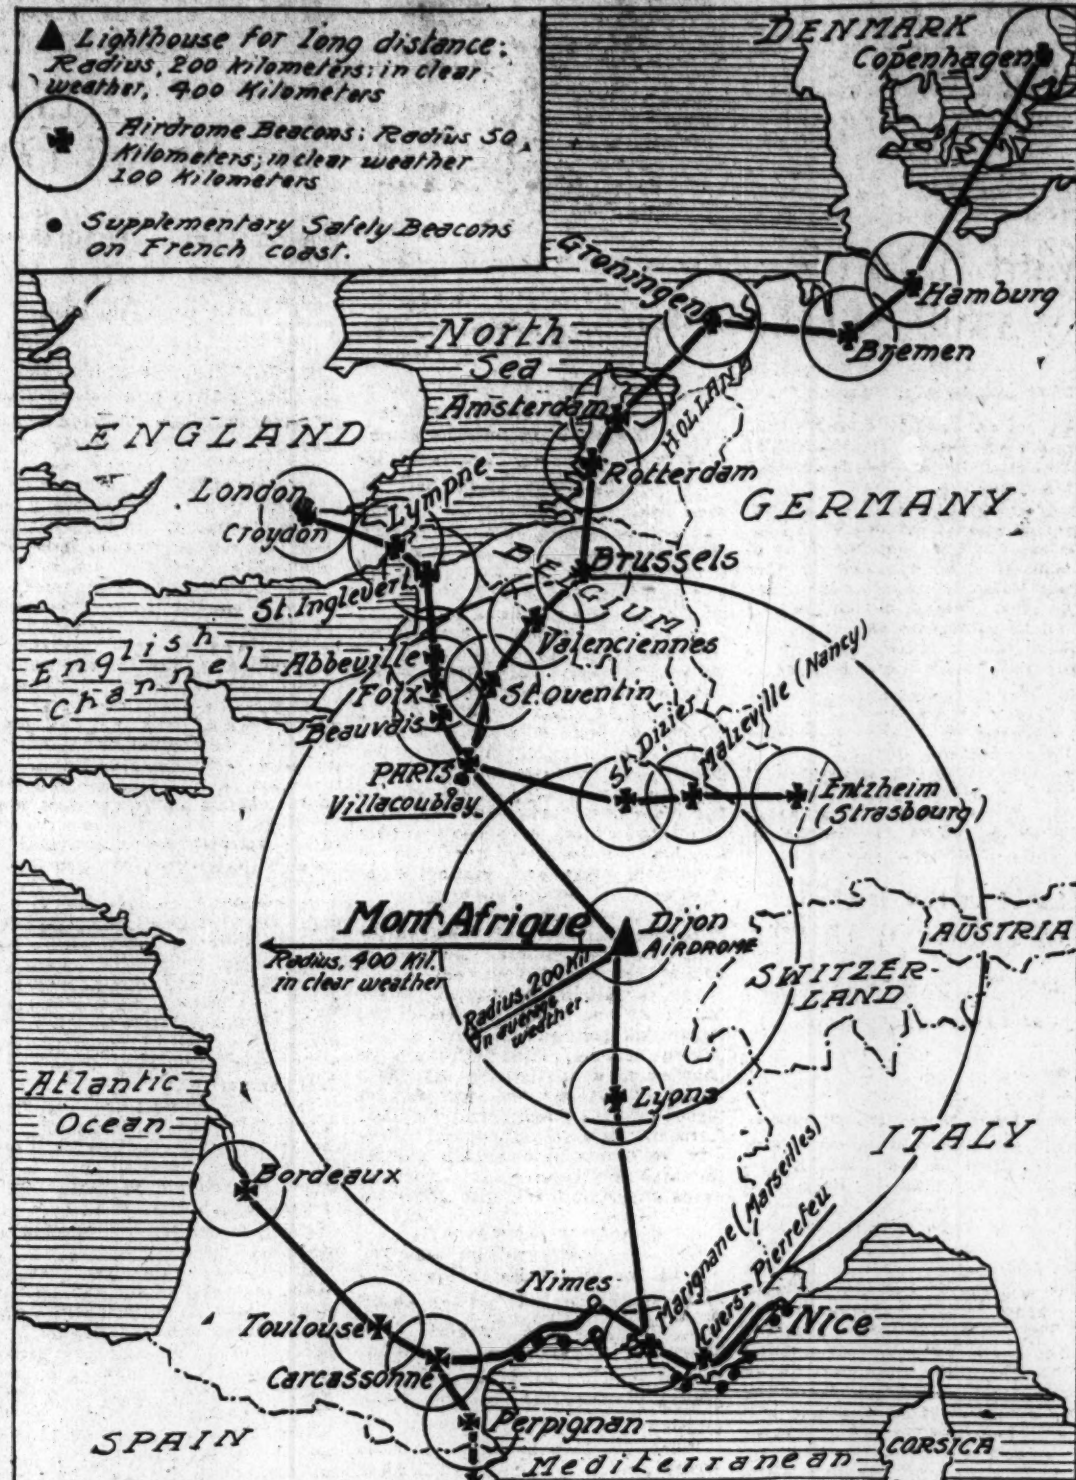 Lighthouse for long distance:
Radius, 200 kilometers: in clear
weather, 400 Kilometers
Airdrome Beacons: Radius 50
Kilometers; in clear weather
100 Kilometers
Supplementary Safety Beacons
on French coast.
DENMARK
Copenhagen
Groningen
Hamburg
Bremen
North
Sea
HOLLAND
Amsterdam
ENGLAND
Rotterdam
London
Lympne
GERMANY
Croydon
BELGIUM
Brussels
St. Inglevert
Valenciennes
English
Channel
Abbeville
Foix
St. Quentin
Beauvais
St. Dizier
Malzeville (Nancy)
PARIS
Villacoublay
Entzheim
(Strasbourg)
Mont Afrique
Dijon
AIRDROME
Radius, 400 Kil.
in clear weather
Radius, 200 Kil
In average
weather
AUSTRIA
SWITZER-
LAND
Atlantic
Ocean
Lyons
ITALY
Bordeaux
Marignane (Marseilles)
Cuers-Pierrefeu
Nimes
Nice
Toulouse
Carcassonne
Perpignan
SPAIN
Mediterranean
CORSICA